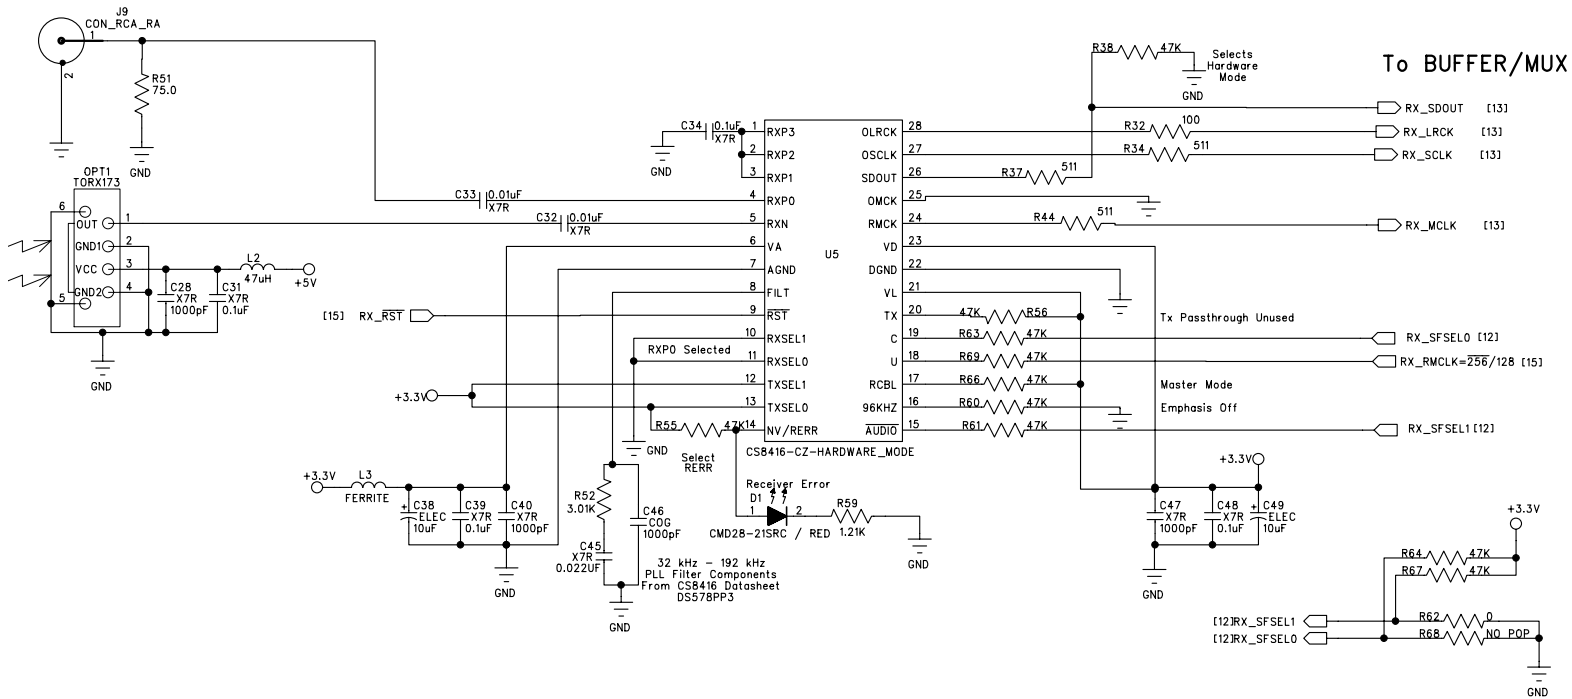 J9
CON_RCA_RA
1
2
R51
75.0
GND
OPT1
TORX173
6
OUT 1
GND1 2
VCC 3
GND2 4
5
GND
C28
X7R
1000pF
C31
X7R
0.1uF
L2
47uH
+5V
C33 0.01uF
X7R
C32 0.01uF
X7R
C34 0.1uF
X7R
GND
[15] RX_RST
RXP0 Selected
+3.3V
GND
R55 47K
Select
RERR
1 RXP3
2 RXP2
3 RXP1
4 RXP0
5 RXN
6 VA
7 AGND
8 FILT
9 RST
10 RXSEL1
11 RXSEL0
12 TXSEL1
13 TXSEL0
14 NV/RERR
U5
OLRCK 28
OSCLK 27
SDOUT 26
OMCK 25
RMCK 24
VD 23
DGND 22
VL 21
TX 20
C 19
U 18
RCBL 17
96KHZ 16
AUDIO 15
CS8416-CZ-HARDWARE_MODE
R38 47K
Selects
Hardware
Mode
GND
To BUFFER/MUX
RX_SDOUT [13]
R32 100
RX_LRCK [13]
R34 511
RX_SCLK [13]
R37 511
R44 511
RX_MCLK [13]
47K R56
Tx Passthrough Unused
R63 47K
RX_SFSEL0 [12]
R69 47K
RX_RMCLK=256/128 [15]
R66 47K
Master Mode
R60 47K
Emphasis Off
R61 47K
RX_SFSEL1 [12]
+3.3V
L3
FERRITE
C38
ELEC
10uF
C39
X7R
0.1uF
C40
X7R
1000pF
GND
R52
3.01K
C45
X7R
0.022UF
C46
COG
1000pF
32 kHz - 192 kHz
PLL Filter Components
From CS8416 Datasheet
DS578PP3
GND
Receiver Error
D1
1 2
CMD28-21SRC / RED
R59
1.21K
GND
+3.3V
C47
X7R
1000pF
C48
X7R
0.1uF
C49
ELEC
10uF
GND
+3.3V
R64 47K
R67 47K
[12]RX_SFSEL1
R62 0
[12]RX_SFSEL0
R68 NO POP
GND